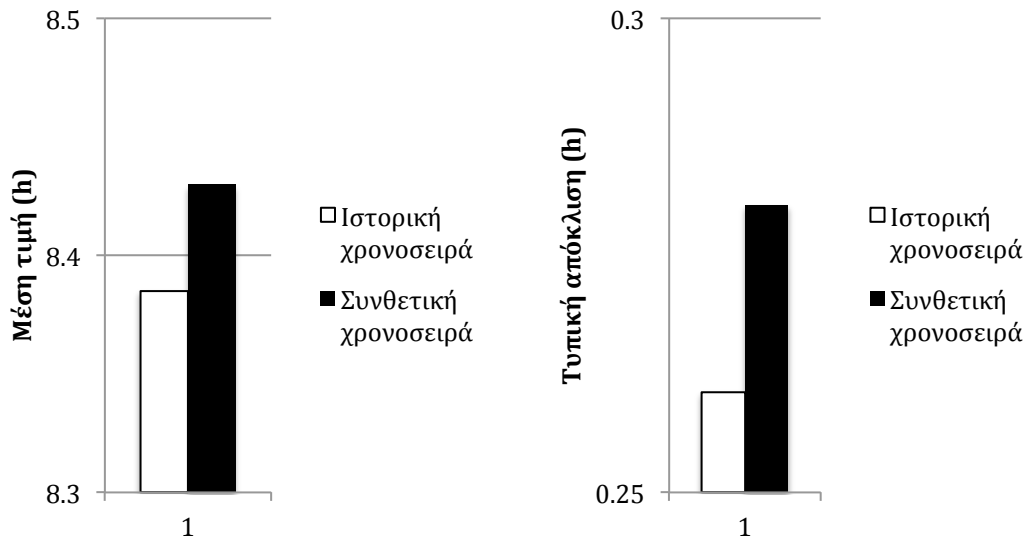 8.5
8.4
8.3
Μέση τιμή (h)
1
Ιστορική
χρονοσειρά
Συνθετική
χρονοσειρά
0.3
0.25
Τυπική απόκλιση (h)
1
Ιστορική
χρονοσειρά
Συνθετική
χρονοσειρά